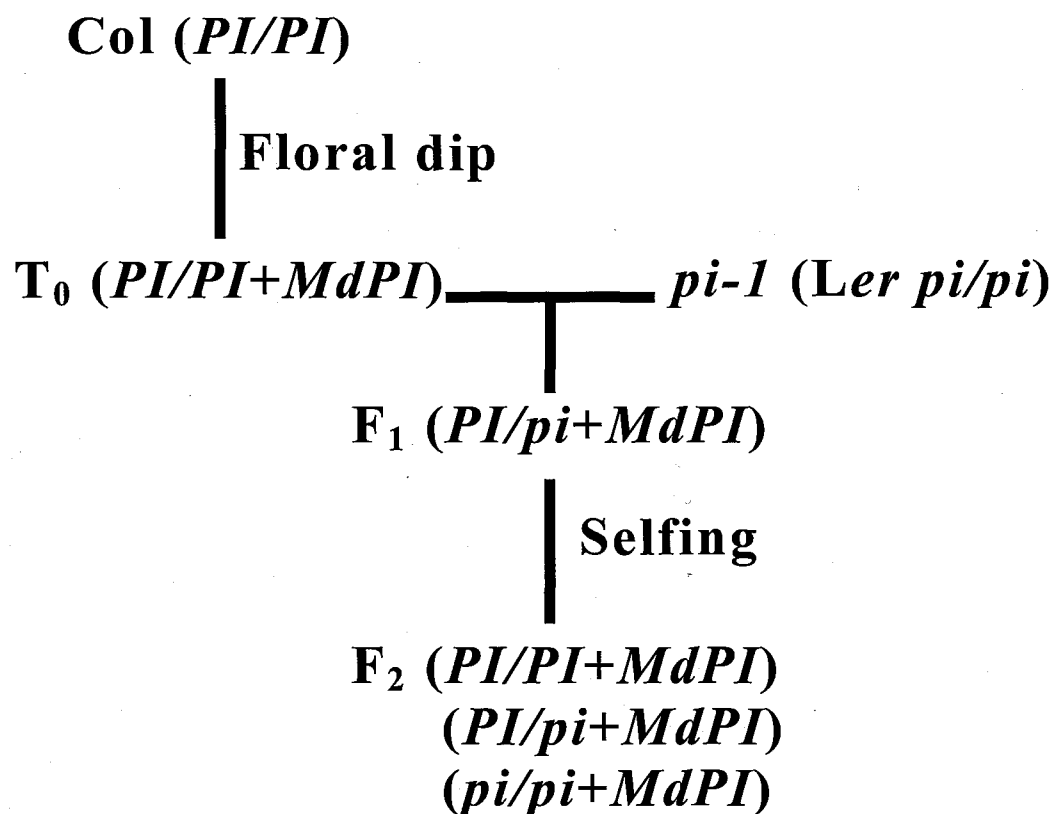 Col (PI/PI)
Floral dip
T₀ (PI/PI+MdPI) pi-1 (Ler pi/pi)
F₁ (PI/pi+MdPI)
Selfing
F₂ (PI/PI+MdPI)
(PI/pi+MdPI)
(pi/pi+MdPI)